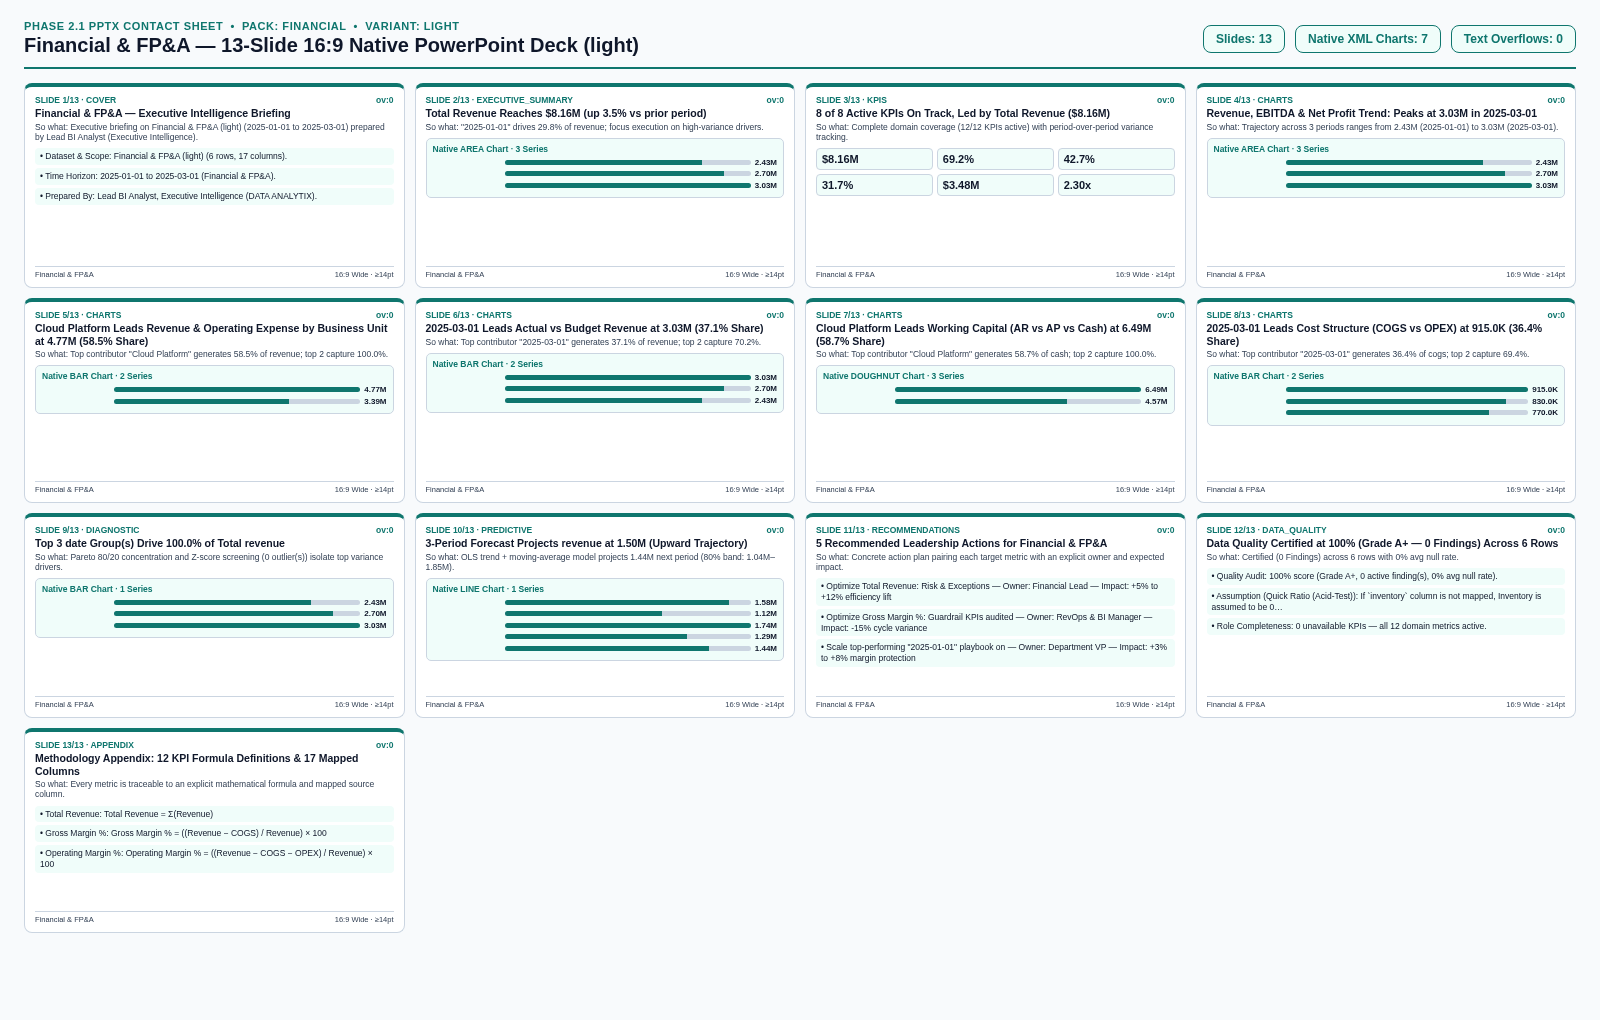 PHASE 2.1 PPTX CONTACT SHEET • PACK: FINANCIAL • VARIANT: LIGHT
Financial & FP&A — 13-Slide 16:9 Native PowerPoint Deck (light)
Slides: 13
Native XML Charts: 7
Text Overflows: 0
SLIDE 1/13 · COVER
ov:0
Financial & FP&A — Executive Intelligence Briefing
So what: Executive briefing on Financial & FP&A (light) (2025-01-01 to 2025-03-01) prepared
by Lead BI Analyst (Executive Intelligence).
• Dataset & Scope: Financial & FP&A (light) (6 rows, 17 columns).
• Time Horizon: 2025-01-01 to 2025-03-01 (Financial & FP&A).
• Prepared By: Lead BI Analyst, Executive Intelligence (DATA ANALYTIX).
Financial & FP&A
16:9 Wide · ≥14pt
SLIDE 2/13 · EXECUTIVE_SUMMARY
ov:0
Total Revenue Reaches $8.16M (up 3.5% vs prior period)
So what: "2025-01-01" drives 29.8% of revenue; focus execution on high-variance drivers.
Native AREA Chart · 3 Series
2.43M
2.70M
3.03M
Financial & FP&A
16:9 Wide · ≥14pt
SLIDE 3/13 · KPIS
ov:0
8 of 8 Active KPIs On Track, Led by Total Revenue ($8.16M)
So what: Complete domain coverage (12/12 KPIs active) with period-over-period variance
tracking.
$8.16M
69.2%
42.7%
31.7%
$3.48M
2.30x
Financial & FP&A
16:9 Wide · ≥14pt
SLIDE 4/13 · CHARTS
ov:0
Revenue, EBITDA & Net Profit Trend: Peaks at 3.03M in 2025-03-01
So what: Trajectory across 3 periods ranges from 2.43M (2025-01-01) to 3.03M (2025-03-01).
Native AREA Chart · 3 Series
2.43M
2.70M
3.03M
Financial & FP&A
16:9 Wide · ≥14pt
SLIDE 5/13 · CHARTS
ov:0
Cloud Platform Leads Revenue & Operating Expense by Business Unit
at 4.77M (58.5% Share)
So what: Top contributor "Cloud Platform" generates 58.5% of revenue; top 2 capture 100.0%.
Native BAR Chart · 2 Series
4.77M
3.39M
Financial & FP&A
16:9 Wide · ≥14pt
SLIDE 6/13 · CHARTS
ov:0
2025-03-01 Leads Actual vs Budget Revenue at 3.03M (37.1% Share)
So what: Top contributor "2025-03-01" generates 37.1% of revenue; top 2 capture 70.2%.
Native BAR Chart · 2 Series
3.03M
2.70M
2.43M
Financial & FP&A
16:9 Wide · ≥14pt
SLIDE 7/13 · CHARTS
ov:0
Cloud Platform Leads Working Capital (AR vs AP vs Cash) at 6.49M
(58.7% Share)
So what: Top contributor "Cloud Platform" generates 58.7% of cash; top 2 capture 100.0%.
Native DOUGHNUT Chart · 3 Series
6.49M
4.57M
Financial & FP&A
16:9 Wide · ≥14pt
SLIDE 8/13 · CHARTS
ov:0
2025-03-01 Leads Cost Structure (COGS vs OPEX) at 915.0K (36.4%
Share)
So what: Top contributor "2025-03-01" generates 36.4% of cogs; top 2 capture 69.4%.
Native BAR Chart · 2 Series
915.0K
830.0K
770.0K
Financial & FP&A
16:9 Wide · ≥14pt
SLIDE 9/13 · DIAGNOSTIC
ov:0
Top 3 date Group(s) Drive 100.0% of Total revenue
So what: Pareto 80/20 concentration and Z-score screening (0 outlier(s)) isolate top variance
drivers.
Native BAR Chart · 1 Series
2.43M
2.70M
3.03M
Financial & FP&A
16:9 Wide · ≥14pt
SLIDE 10/13 · PREDICTIVE
ov:0
3-Period Forecast Projects revenue at 1.50M (Upward Trajectory)
So what: OLS trend + moving-average model projects 1.44M next period (80% band: 1.04M–
1.85M).
Native LINE Chart · 1 Series
1.58M
1.12M
1.74M
1.29M
1.44M
Financial & FP&A
16:9 Wide · ≥14pt
SLIDE 11/13 · RECOMMENDATIONS
ov:0
5 Recommended Leadership Actions for Financial & FP&A
So what: Concrete action plan pairing each target metric with an explicit owner and expected
impact.
• Optimize Total Revenue: Risk & Exceptions — Owner: Financial Lead — Impact: +5% to
+12% efficiency lift
• Optimize Gross Margin %: Guardrail KPIs audited — Owner: RevOps & BI Manager —
Impact: -15% cycle variance
• Scale top-performing "2025-01-01" playbook on — Owner: Department VP — Impact: +3%
to +8% margin protection
Financial & FP&A
16:9 Wide · ≥14pt
SLIDE 12/13 · DATA_QUALITY
ov:0
Data Quality Certified at 100% (Grade A+ — 0 Findings) Across 6 Rows
So what: Certified (0 Findings) across 6 rows with 0% avg null rate.
• Quality Audit: 100% score (Grade A+, 0 active finding(s), 0% avg null rate).
• Assumption (Quick Ratio (Acid-Test)): If `inventory` column is not mapped, Inventory is
assumed to be 0…
• Role Completeness: 0 unavailable KPIs — all 12 domain metrics active.
Financial & FP&A
16:9 Wide · ≥14pt
SLIDE 13/13 · APPENDIX
ov:0
Methodology Appendix: 12 KPI Formula Definitions & 17 Mapped
Columns
So what: Every metric is traceable to an explicit mathematical formula and mapped source
column.
• Total Revenue: Total Revenue = Σ(Revenue)
• Gross Margin %: Gross Margin % = ((Revenue − COGS) / Revenue) × 100
• Operating Margin %: Operating Margin % = ((Revenue − COGS − OPEX) / Revenue) ×
100
Financial & FP&A
16:9 Wide · ≥14pt